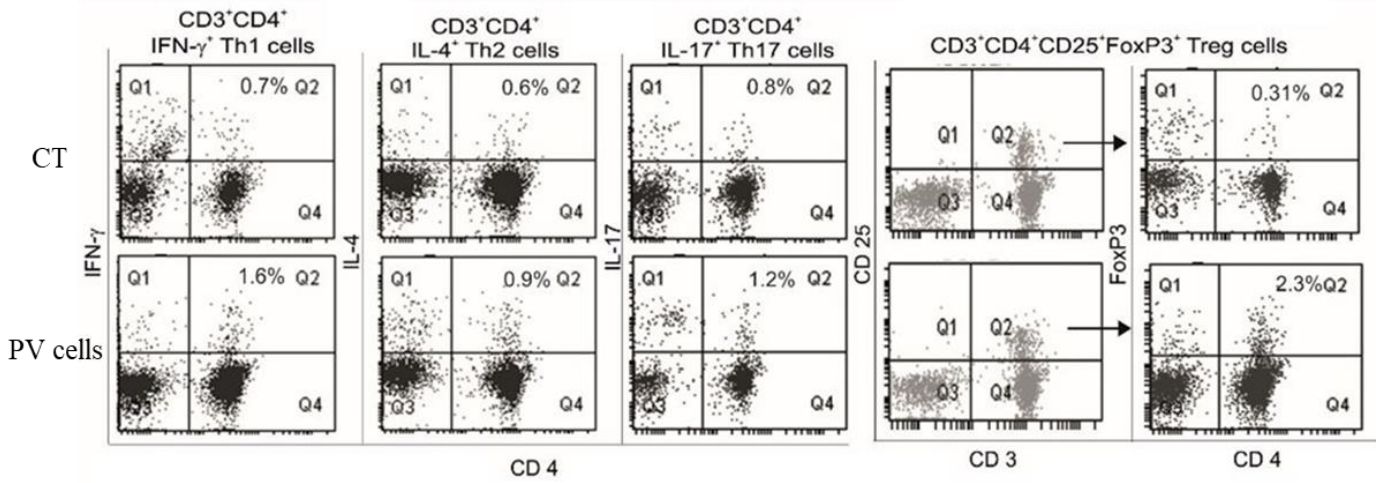 CD3⁺CD4⁺
IFN-γ⁺ Th1 cells
CD3⁺CD4⁺
IL-4⁺ Th2 cells
CD3⁺CD4⁺
IL-17⁺ Th17 cells
CD3⁺CD4⁺CD25⁺FoxP3⁺ Treg cells
CT
Q1 0.7% Q2
Q3 Q4
Q1 0.6% Q2
Q3 Q4
Q1 0.8% Q2
Q3 Q4
Q1 Q2
Q3 Q4
Q1 0.31% Q2
Q3 Q4
IFN-γ
IL-4
IL-17
CD 25
FoxP3
PV cells
Q1 1.6% Q2
Q3 Q4
Q1 0.9% Q2
Q3 Q4
Q1 1.2% Q2
Q3 Q4
Q1 Q2
Q3 Q4
Q1 2.3%Q2
Q4
CD 4
CD 3
CD 4